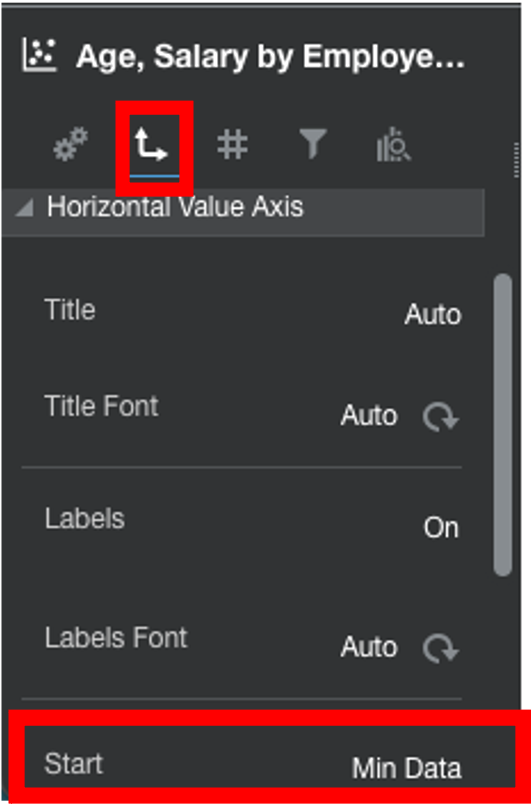 Age, Salary by Employe...
Horizontal Value Axis
Title Auto
Title Font Auto
Labels On
Labels Font Auto
Start Min Data